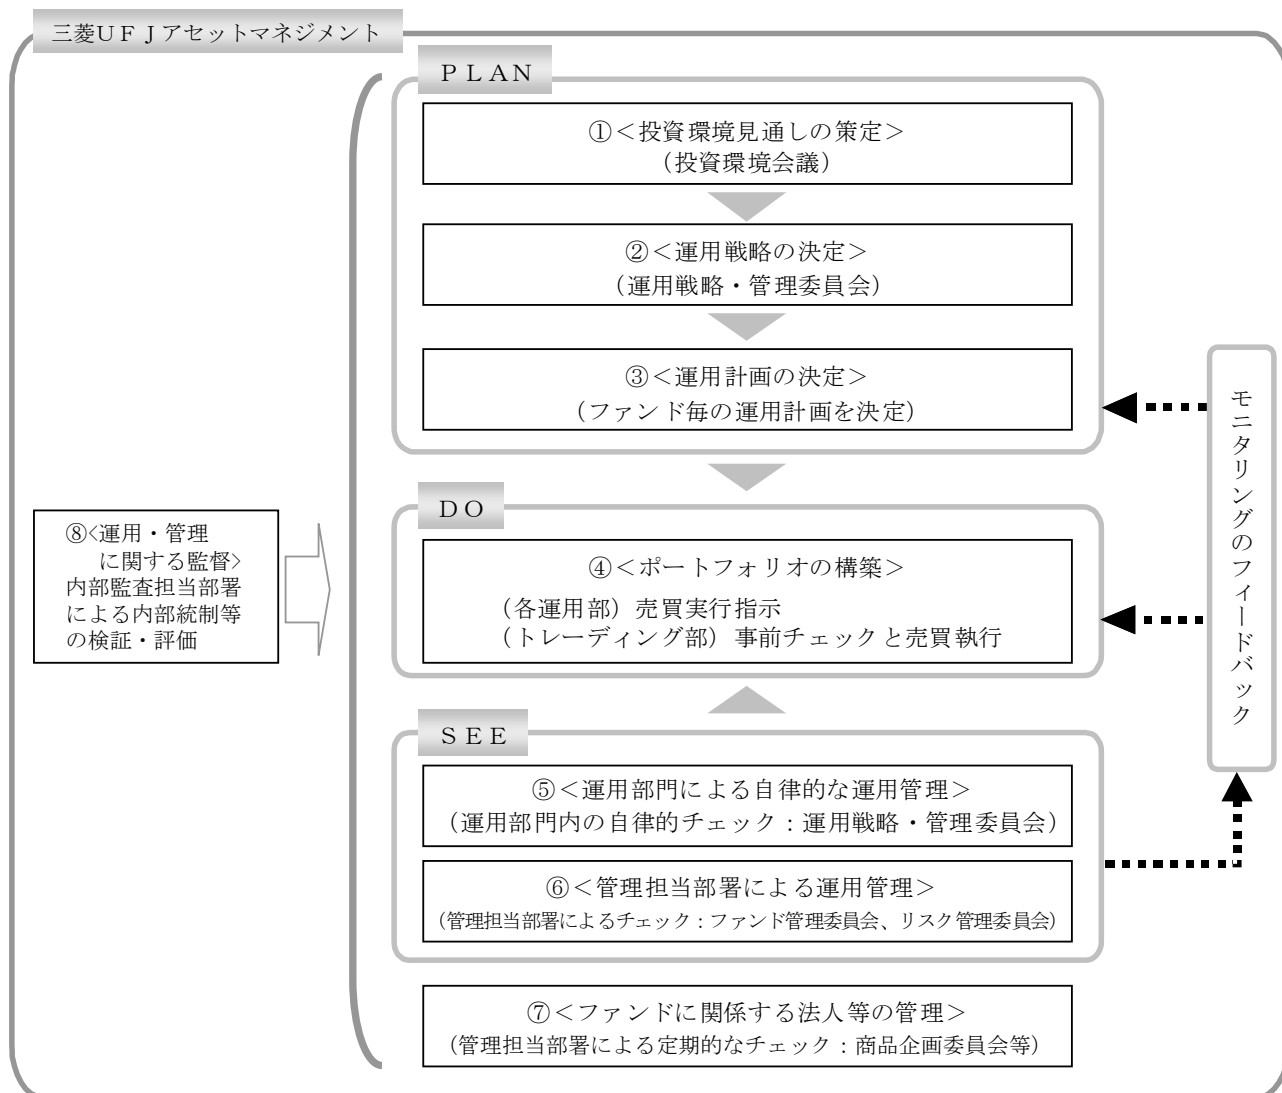 三菱UFJアセットマネジメント
PLAN
①＜投資環境見通しの策定＞
（投資環境会議）
②＜運用戦略の決定＞
（運用戦略・管理委員会）
③＜運用計画の決定＞
（ファンド毎の運用計画を決定）
DO
④＜ポートフォリオの構築＞
（各運用部）売買実行指示
（トレーディング部）事前チェックと売買執行
SEE
⑤＜運用部門による自律的な運用管理＞
（運用部門内の自律的チェック：運用戦略・管理委員会）
⑥＜管理担当部署による運用管理＞
（管理担当部署によるチェック：ファンド管理委員会、リスク管理委員会）
⑦＜ファンドに関係する法人等の管理＞
（管理担当部署による定期的なチェック：商品企画委員会等）
⑧<運用・管理
に関する監督>
内部監査担当部署
による内部統制等
の検証・評価
モニタリングのフィードバック